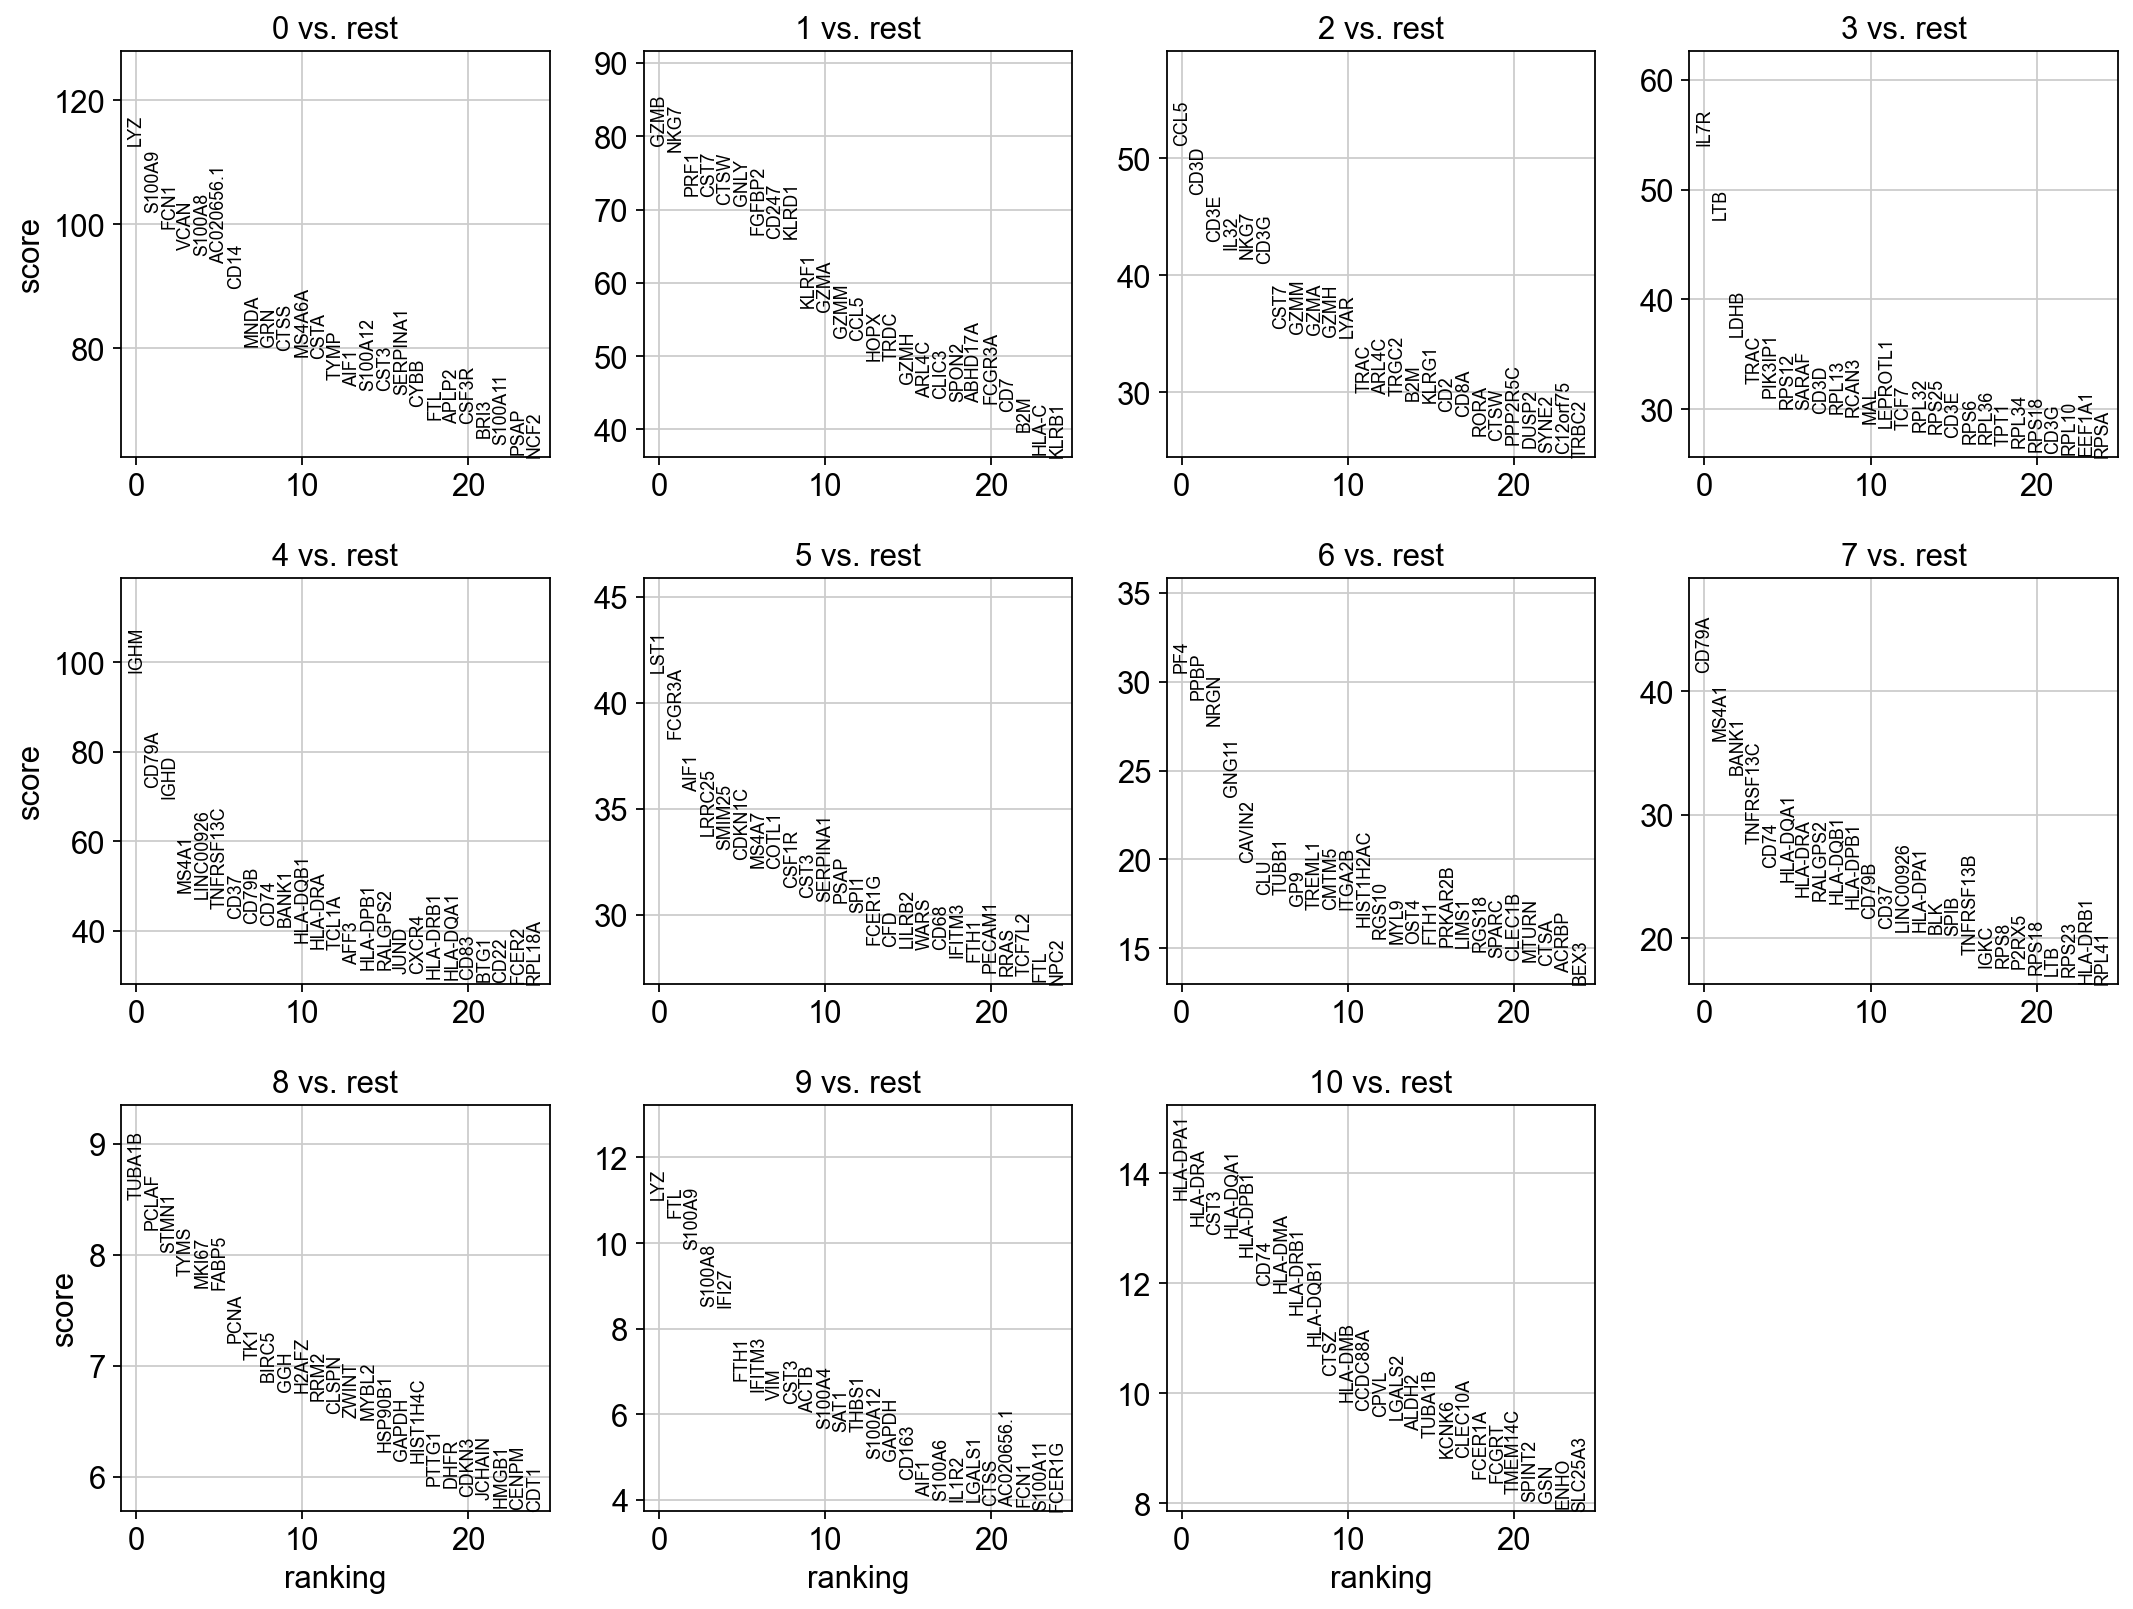 0 vs. rest
score
120
100
80
LYZ
S100A9
FCN1
VCAN
S100A8
AC020656.1
CD14
MNDA
GRN
CTSS
MS4A6A
CSTA
TYMP
AIF1
S100A12
CST3
SERPINA1
CYBB
FTL
APLP2
CSF3R
BRI3
S100A11
PSAP
NCF2
0
10
20
1 vs. rest
90
80
70
60
50
40
GZMB
NKG7
PRF1
CST7
CTSW
GNLY
FGFBP2
CD247
KLRD1
KLRF1
GZMA
GZMM
CCL5
HOPX
TRDC
GZMH
ARL4C
CLIC3
SPON2
ABHD17A
FCGR3A
CD7
B2M
HLA-C
KLRB1
0
10
20
2 vs. rest
50
40
30
CCL5
CD3D
CD3E
IL32
NKG7
CD3G
CST7
GZMM
GZMA
GZMH
LYAR
TRAC
ARL4C
TRGC2
B2M
KLRG1
CD2
CD8A
RORA
CTSW
PPP2R5C
DUSP2
SYNE2
C12orf75
TRBC2
0
10
20
3 vs. rest
60
50
40
30
IL7R
LTB
LDHB
TRAC
PIK3IP1
RPS12
SARAF
CD3D
RPL13
RCAN3
MAL
LEPROTL1
TCF7
RPL32
RPS25
CD3E
RPS6
RPL36
TPT1
RPL34
RPS18
CD3G
RPL10
EEF1A1
RPSA
0
10
20
4 vs. rest
score
100
80
60
40
IGHM
CD79A
IGHD
MS4A1
LINC00926
TNFRSF13C
CD37
CD79B
CD74
BANK1
HLA-DQB1
HLA-DRA
TCL1A
AFF3
HLA-DPB1
RALGPS2
JUND
CXCR4
HLA-DRB1
HLA-DQA1
CD83
BTG1
CD22
FCER2
RPL18A
0
10
20
5 vs. rest
45
40
35
30
LST1
FCGR3A
AIF1
LRRC25
SMIM25
CDKN1C
MS4A7
COTL1
CSF1R
CST3
SERPINA1
PSAP
SPI1
FCER1G
CFD
LILRB2
WARS
CD68
IFITM3
FTH1
PECAM1
RRAS
TCF7L2
FTL
NPC2
0
10
20
6 vs. rest
35
30
25
20
15
PF4
PPBP
NRGN
GNG11
CAVIN2
CLU
TUBB1
GP9
TREML1
CMTM5
ITGA2B
HIST1H2AC
RGS10
MYL9
OST4
FTH1
PRKAR2B
LIMS1
RGS18
SPARC
CLEC1B
MTURN
CTSA
ACRBP
BEX3
0
10
20
7 vs. rest
40
30
20
CD79A
MS4A1
BANK1
TNFRSF13C
CD74
HLA-DQA1
HLA-DRA
RALGPS2
HLA-DQB1
HLA-DPB1
CD79B
CD37
LINC00926
HLA-DPA1
BLK
SPIB
TNFRSF13B
IGKC
RPS8
P2RX5
RPS18
LTB
RPS23
HLA-DRB1
RPL41
0
10
20
8 vs. rest
score
9
8
7
6
TUBA1B
PCLAF
STMN1
TYMS
MKI67
FABP5
PCNA
TK1
BIRC5
GGH
H2AFZ
RRM2
CLSPN
ZWINT
MYBL2
HSP90B1
GAPDH
HIST1H4C
PTTG1
DHFR
CDKN3
JCHAIN
HMGB1
CENPM
CDT1
0
10
20
ranking
9 vs. rest
12
10
8
6
4
LYZ
FTL
S100A9
S100A8
IFI27
FTH1
IFITM3
VIM
CST3
ACTB
S100A4
SAT1
THBS1
S100A12
GAPDH
CD163
AIF1
S100A6
IL1R2
LGALS1
CTSS
AC020656.1
FCN1
S100A11
FCER1G
0
10
20
ranking
10 vs. rest
14
12
10
8
HLA-DPA1
HLA-DRA
CST3
HLA-DQA1
HLA-DPB1
CD74
HLA-DMA
HLA-DRB1
HLA-DQB1
CTSZ
HLA-DMB
CCDC88A
CPVL
LGALS2
ALDH2
TUBA1B
KCNK6
CLEC10A
FCER1A
FCGRT
TMEM14C
SPINT2
GSN
ENHO
SLC25A3
0
10
20
ranking